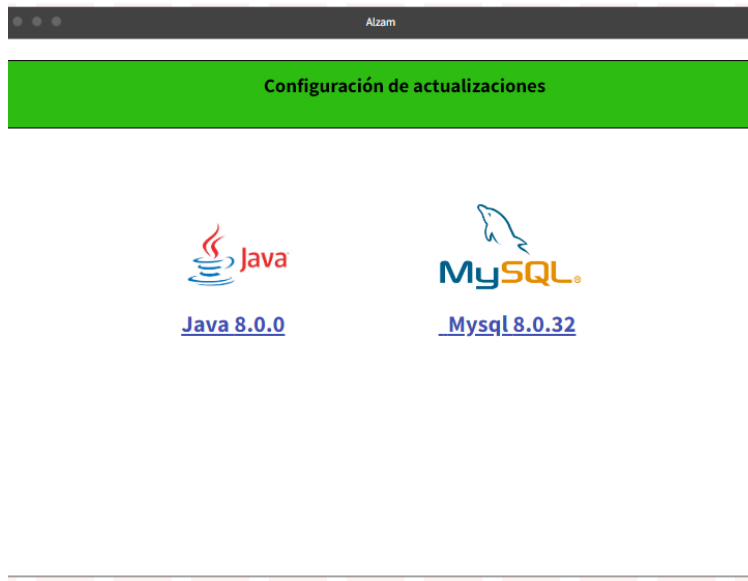 Alzam
Configuración de actualizaciones
Java
MySQL®
Java 8.0.0
Mysql 8.0.32